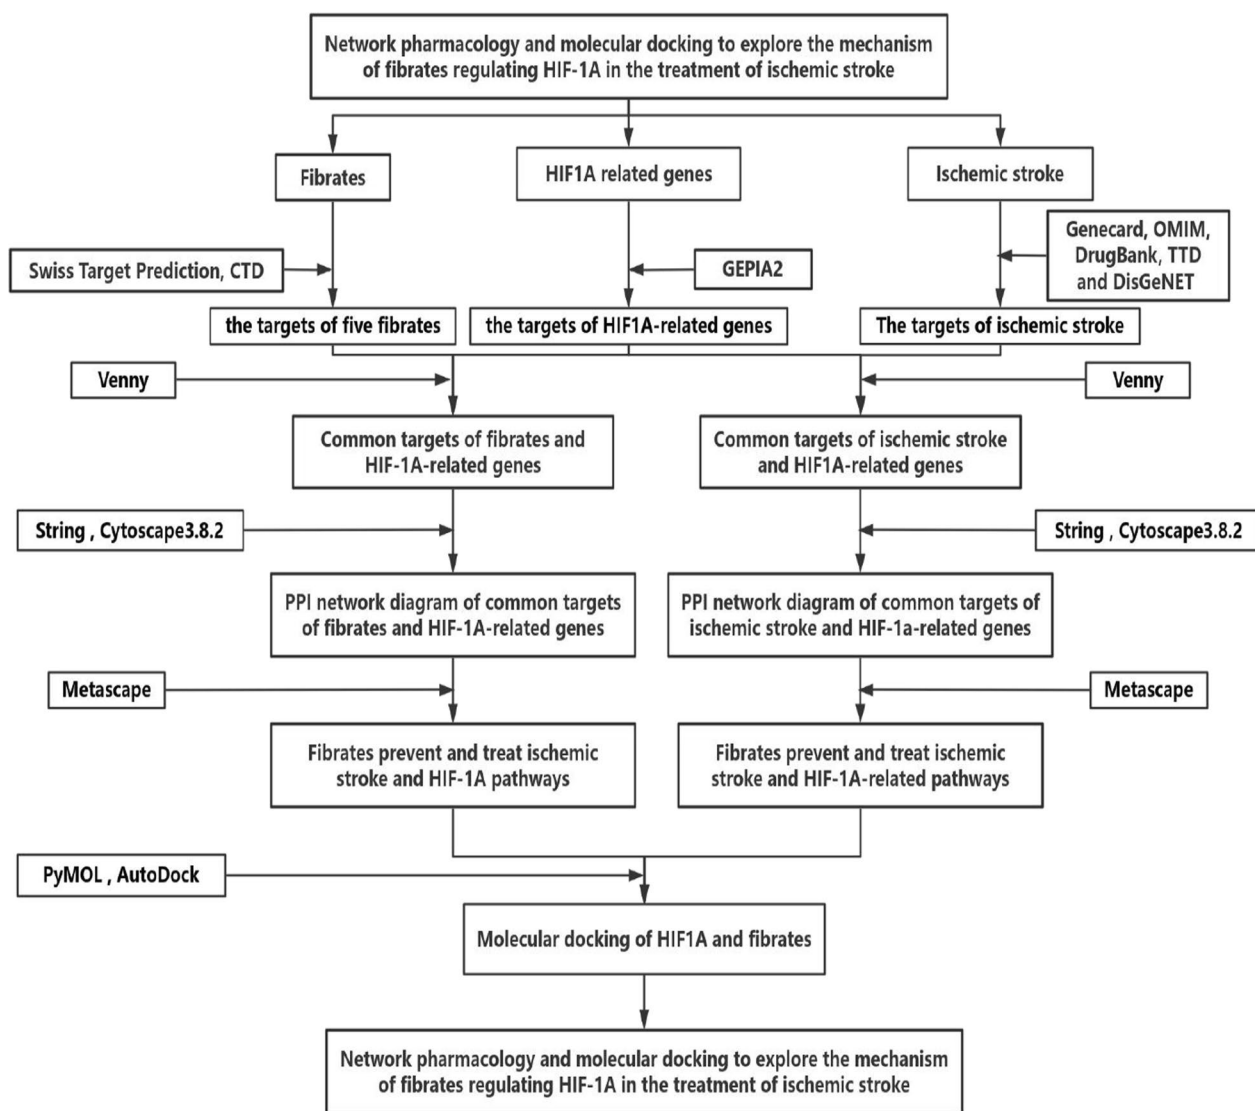 Network pharmacology and molecular docking to explore the mechanism
of fibrates regulating HIF-1A in the treatment of ischemic stroke
Fibrates
HIF1A related genes
Ischemic stroke
Swiss Target Prediction, CTD
GEPIA2
Genecard, OMIM,
DrugBank, TTD
and DisGeNET
the targets of five fibrates
the targets of HIF1A-related genes
The targets of ischemic stroke
Venny
Venny
Common targets of fibrates and
HIF-1A-related genes
Common targets of ischemic stroke
and HIF1A-related genes
String , Cytoscape3.8.2
String , Cytoscape3.8.2
PPI network diagram of common targets
of fibrates and HIF-1A-related genes
PPI network diagram of common targets of
ischemic stroke and HIF-1a-related genes
Metascape
Metascape
Fibrates prevent and treat ischemic
stroke and HIF-1A pathways
Fibrates prevent and treat ischemic
stroke and HIF-1A-related pathways
PyMOL , AutoDock
Molecular docking of HIF1A and fibrates
Network pharmacology and molecular docking to explore the mechanism
of fibrates regulating HIF-1A in the treatment of ischemic stroke